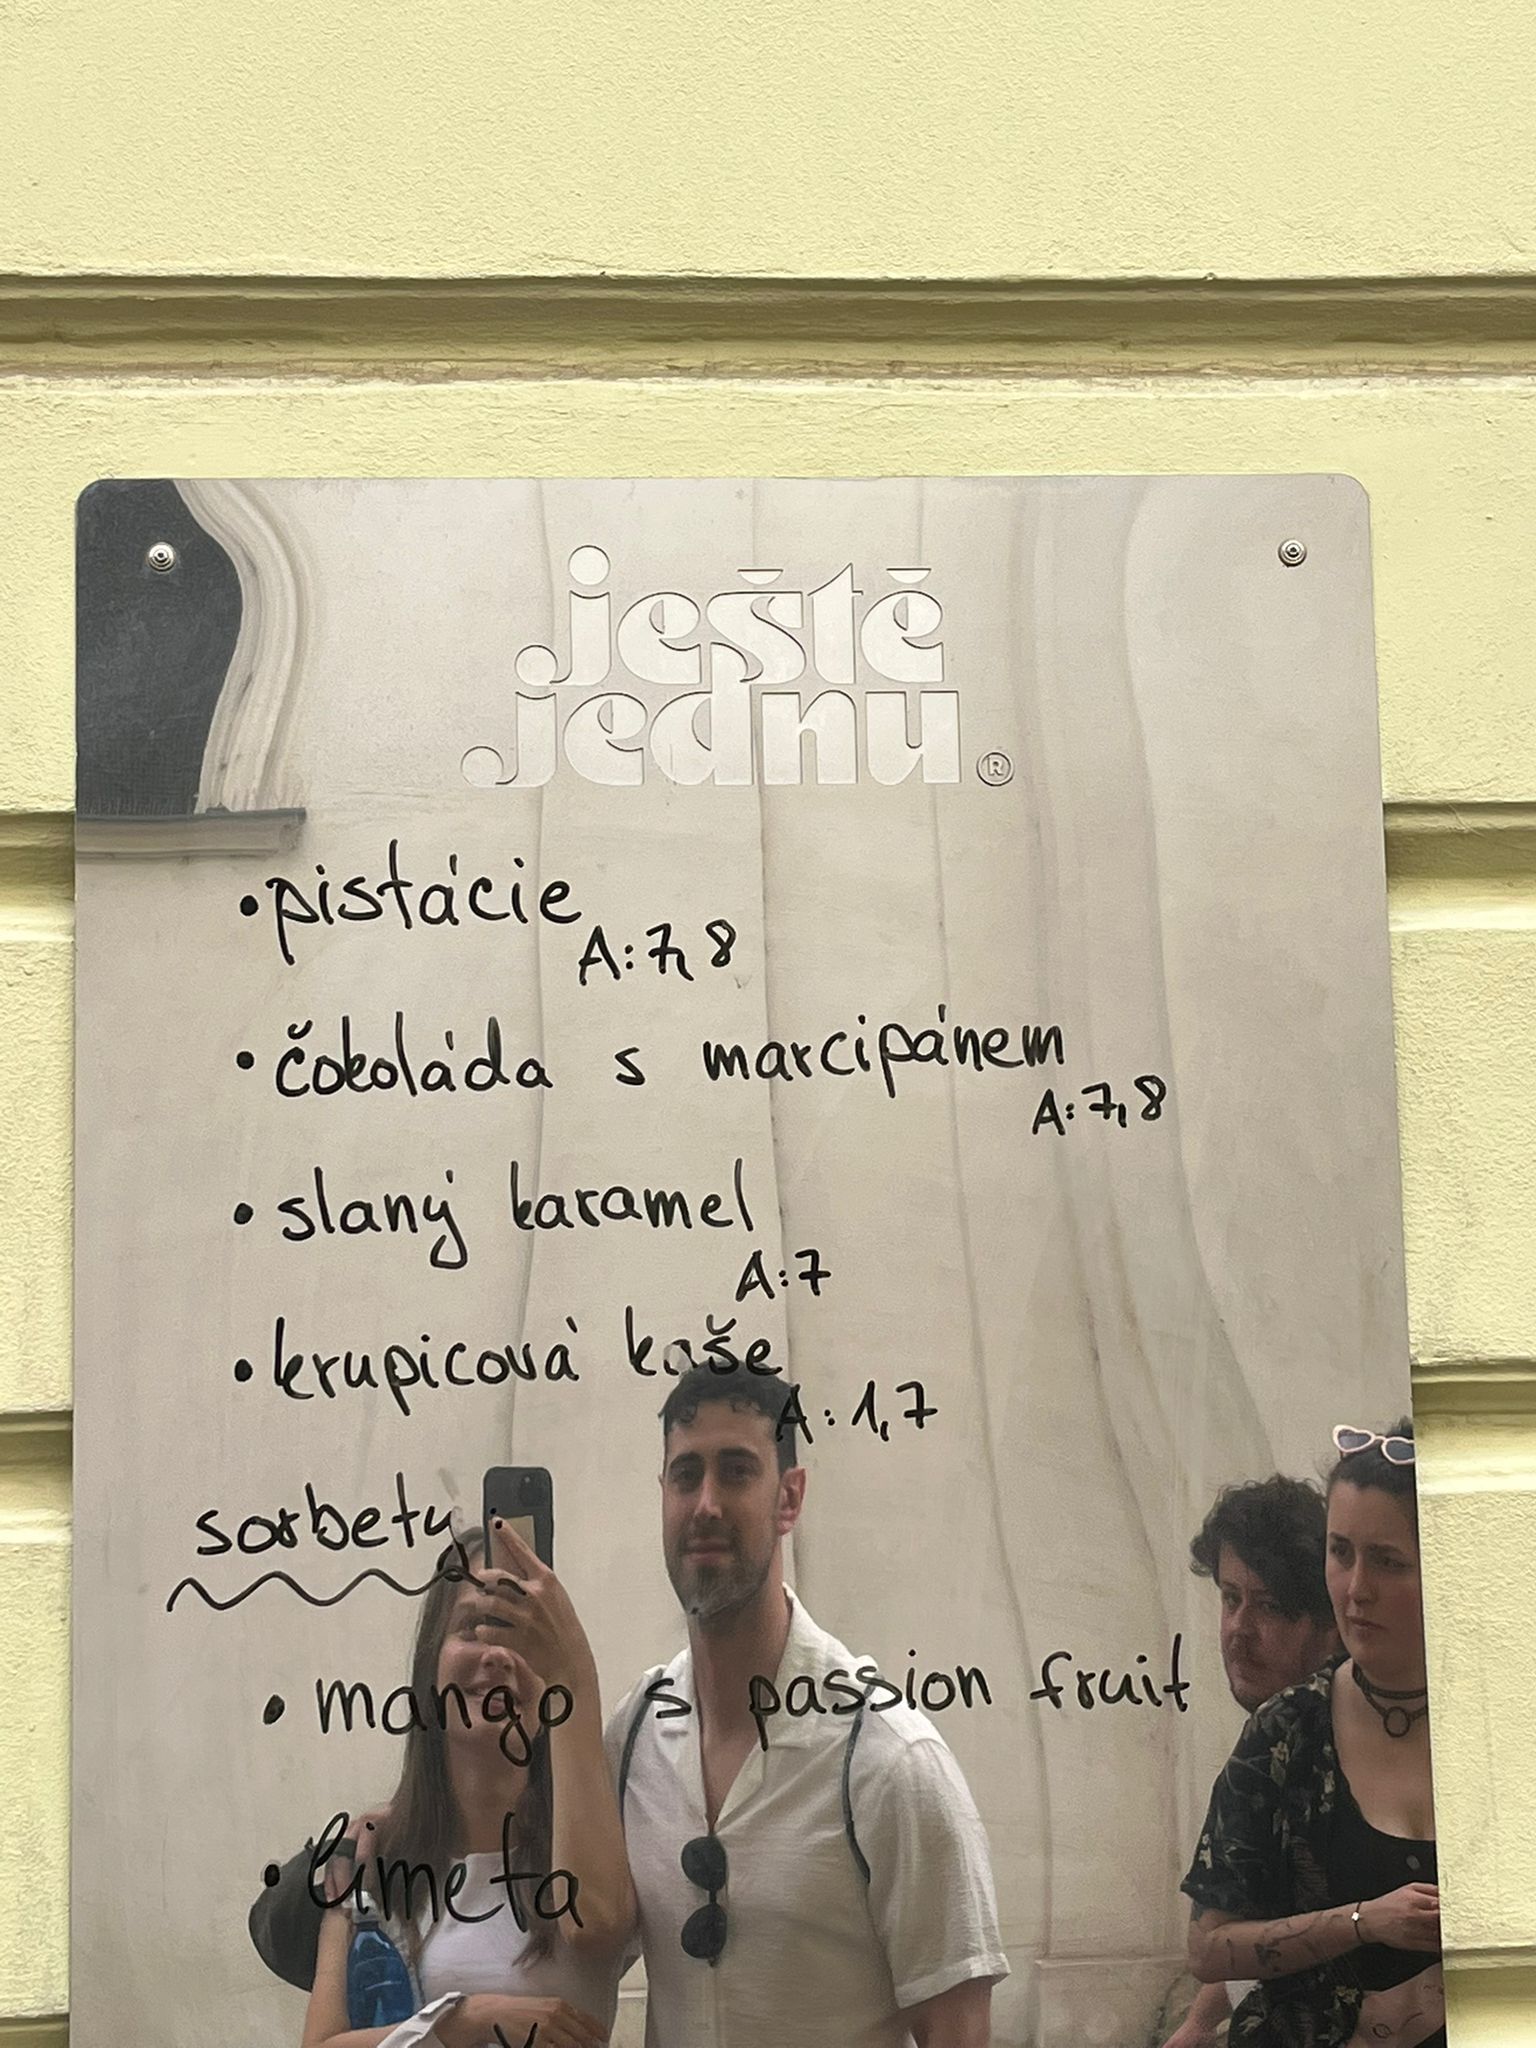 ještě
jednu®
•pistácie
A:7,8
•čokoláda s marcipánem
A:7,8
•slaný karamel
A:7
•krupicová kaše
A:1,7
sorbety
•mango s passion fruit
•limeta